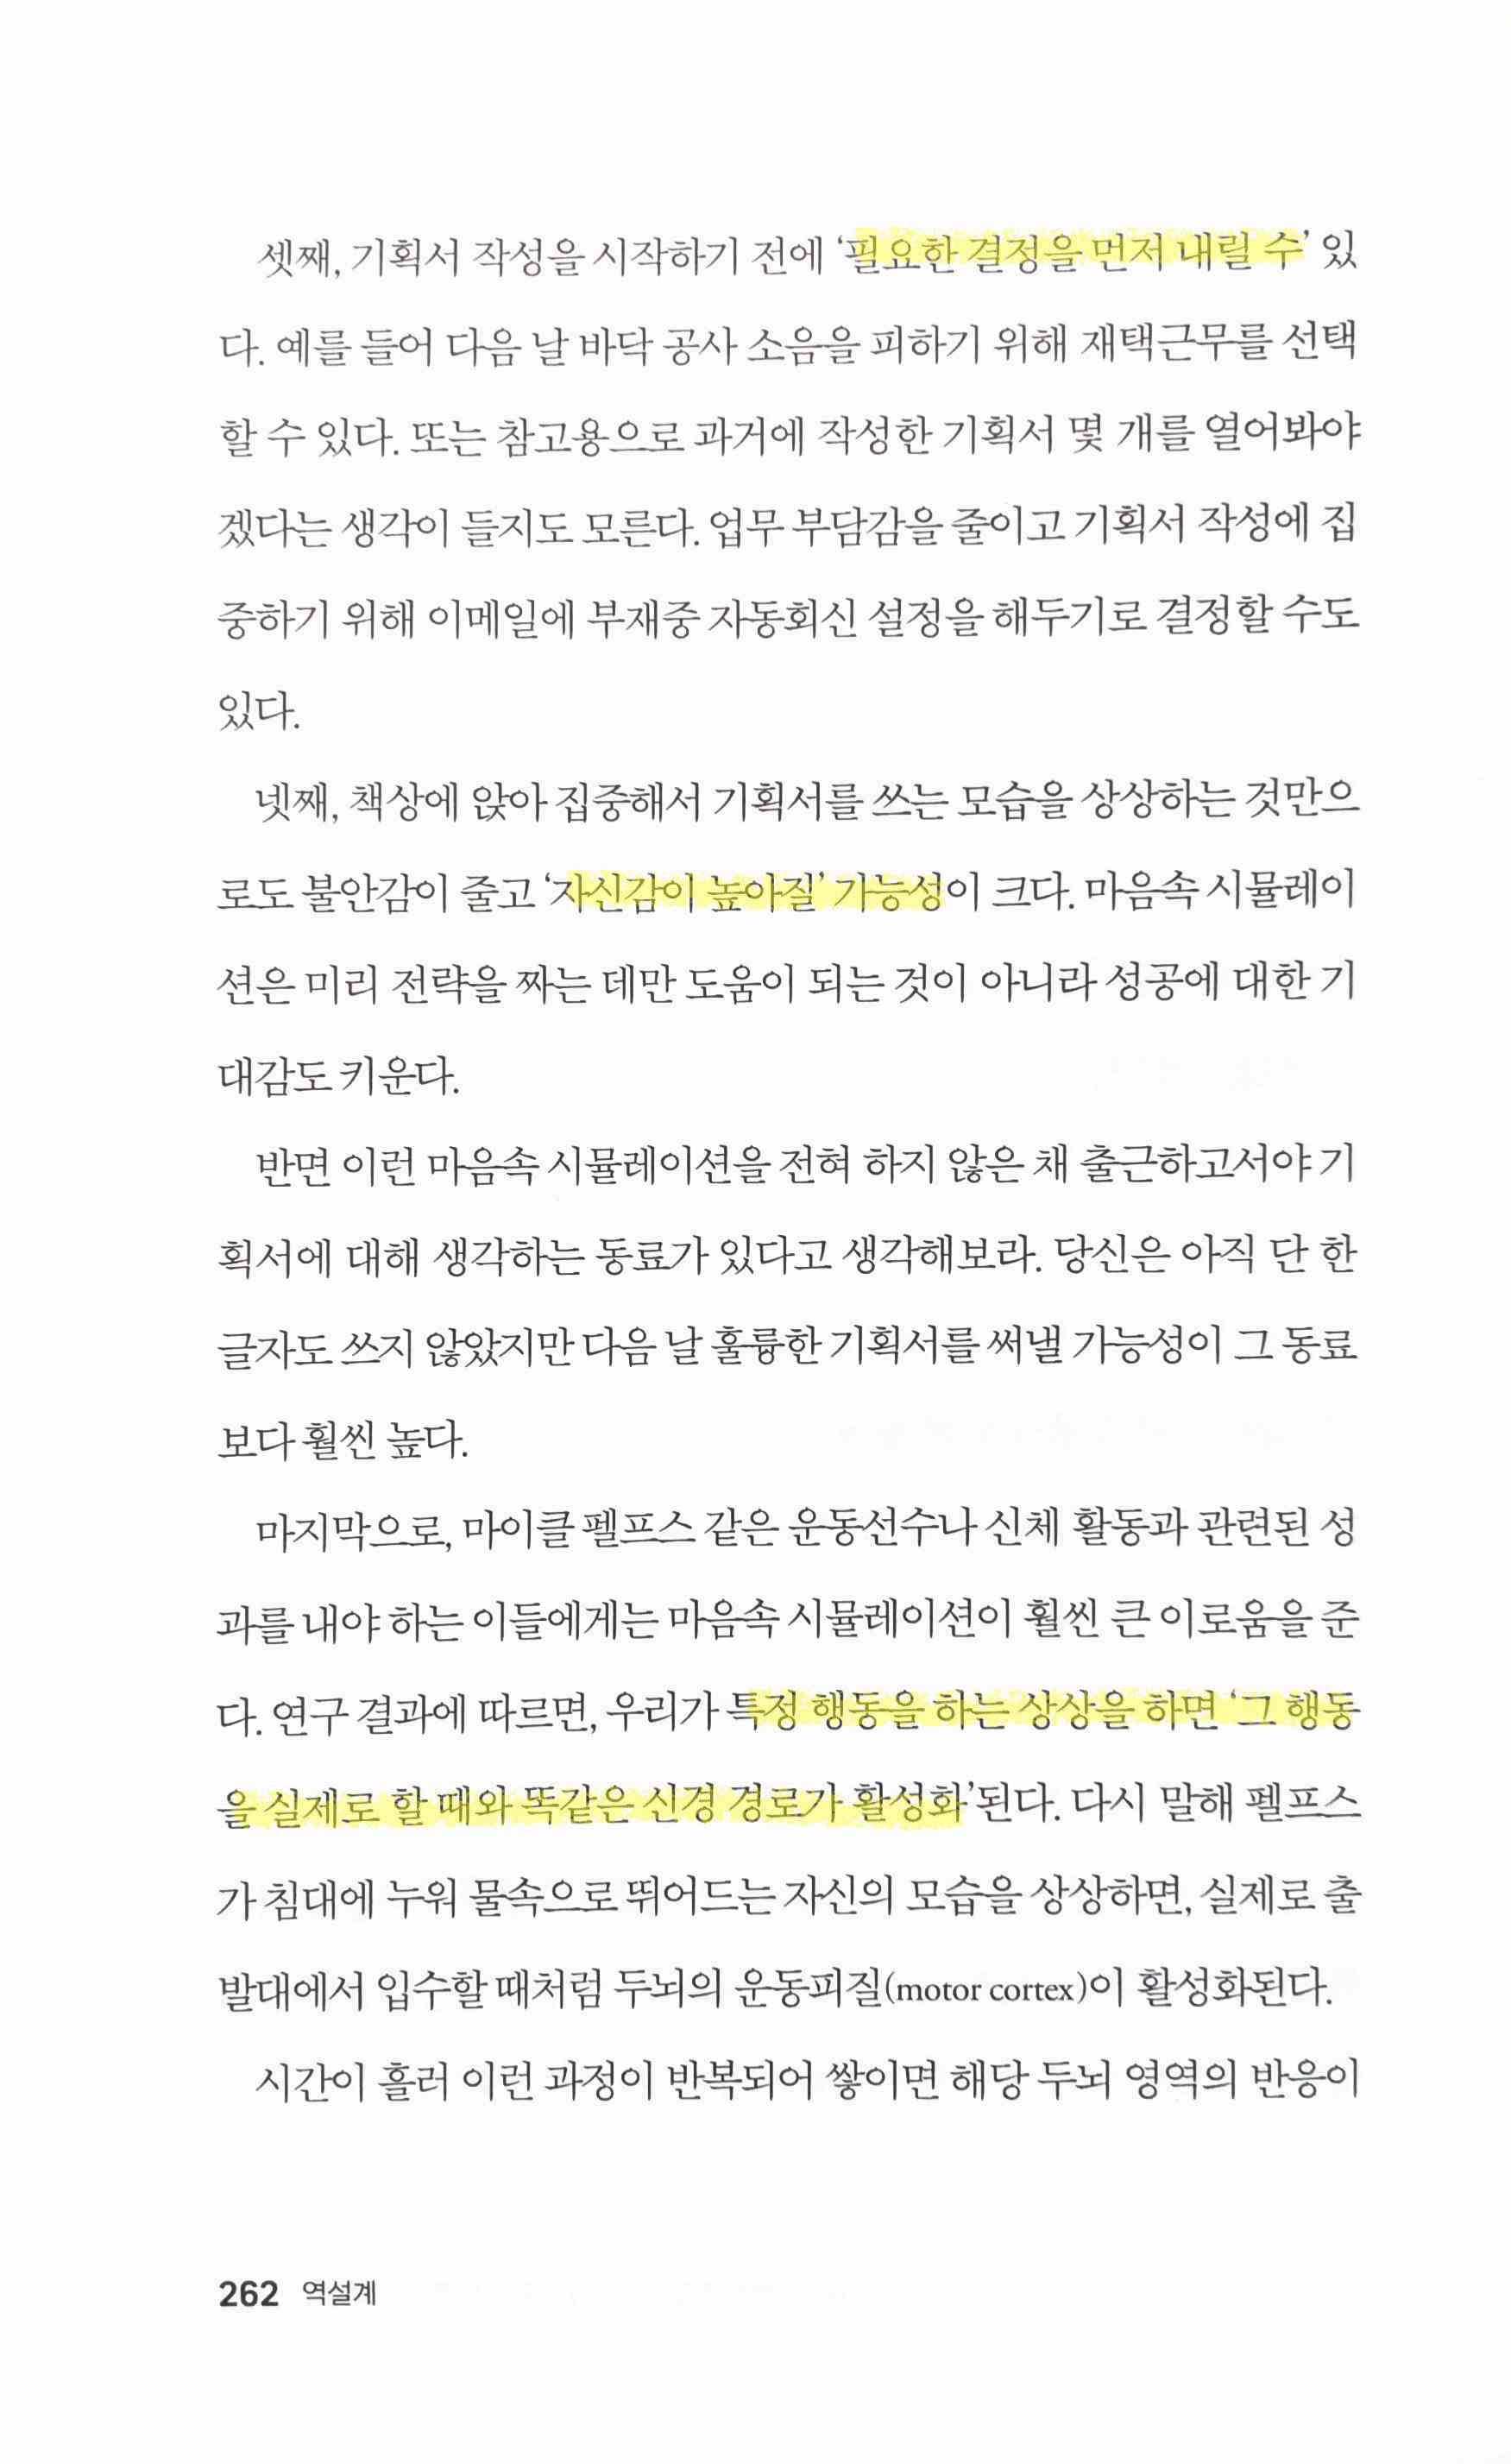 셋째, 기획서 작성을 시작하기 전에 ‘필요한 결정을 먼저 내릴 수’ 있
다. 예를 들어 다음 날 바닥 공사 소음을 피하기 위해 재택근무를 선택
할 수 있다. 또는 참고용으로 과거에 작성한 기획서 몇 개를 열어봐야
겠다는 생각이 들지도 모른다. 업무 부담감을 줄이고 기획서 작성에 집
중하기 위해 이메일에 부재중 자동회신 설정을 해두기로 결정할 수도
있다.
넷째, 책상에 앉아 집중해서 기획서를 쓰는 모습을 상상하는 것만으
로도 불안감이 줄고 ‘자신감이 높아질’ 가능성이 크다. 마음속 시뮬레이
션은 미리 전략을 짜는 데만 도움이 되는 것이 아니라 성공에 대한 기
대감도 키운다.
반면 이런 마음속 시뮬레이션을 전혀 하지 않은 채 출근하고서야 기
획서에 대해 생각하는 동료가 있다고 생각해보라. 당신은 아직 단 한
글자도 쓰지 않았지만 다음 날 훌륭한 기획서를 써낼 가능성이 그 동료
보다 훨씬 높다.
마지막으로, 마이클 펠프스 같은 운동선수나 신체 활동과 관련된 성
과를 내야 하는 이들에게는 마음속 시뮬레이션이 훨씬 큰 이로움을 준
다. 연구 결과에 따르면, 우리가 특정 행동을 하는 상상을 하면 ‘그 행동
을 실제로 할 때와 똑같은 신경 경로가 활성화’된다. 다시 말해 펠프스
가 침대에 누워 물속으로 뛰어드는 자신의 모습을 상상하면, 실제로 출
발대에서 입수할 때처럼 두뇌의 운동피질(motor cortex)이 활성화된다.
시간이 흘러 이런 과정이 반복되어 쌓이면 해당 두뇌 영역의 반응이
262 역설계